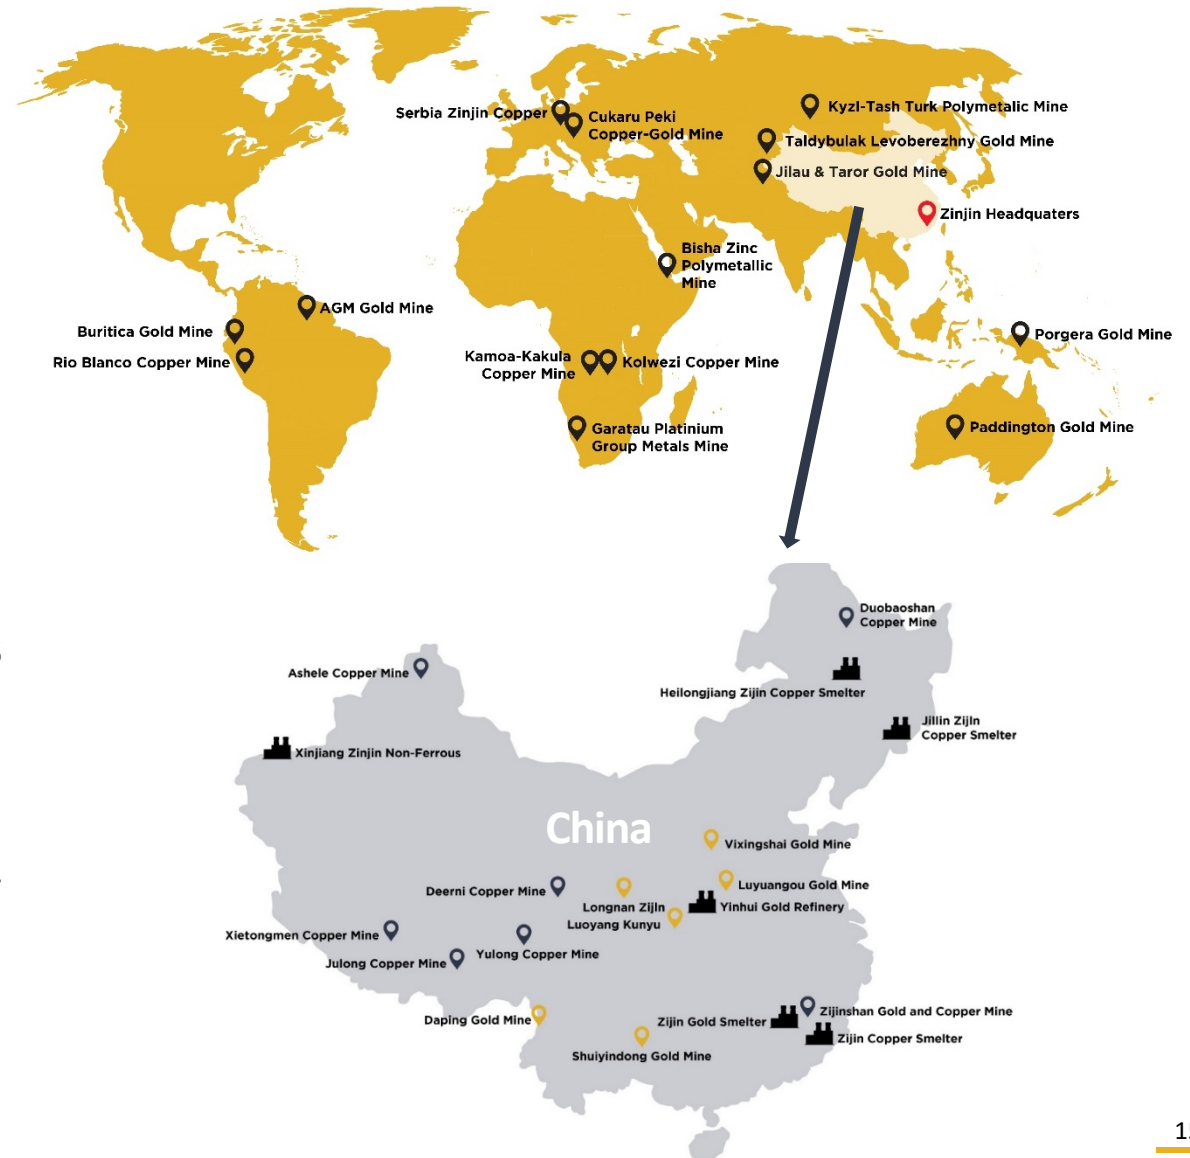 Serbia Zinjin Copper
Cukaru Peki
Copper-Gold Mine
Kyzl-Tash Turk Polymetalic Mine
Taldybulak Levoberezhny Gold Mine
Jilau & Taror Gold Mine
Zinjin Headquaters
Bisha Zinc
Polymetallic
Mine
AGM Gold Mine
Buritica Gold Mine
Rio Blanco Copper Mine
Kamoa-Kakula
Copper Mine
Kolwezi Copper Mine
Porgera Gold Mine
Garatau Platinium
Group Metals Mine
Paddington Gold Mine
Duobaoshan
Copper Mine
Ashele Copper Mine
Heilongjiang Zijin Copper Smelter
Jillin Zijln
Copper Smelter
Xinjiang Zinjin Non-Ferrous
China
Vixingshai Gold Mine
Deerni Copper Mine
Luyuangou Gold Mine
Longnan Zijln
Yinhui Gold Refinery
Luoyang Kunyu
Xietongmen Copper Mine
Yulong Copper Mine
Julong Copper Mine
Daping Gold Mine
Zijin Gold Smelter
Zijinshan Gold and Copper Mine
Zijin Copper Smelter
Shuiyindong Gold Mine